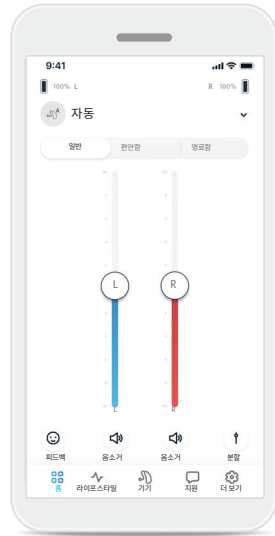 9:41
100% L R 100%
자동
일반 편안함 명료함
L R
L R
피드백 음소거 음소거 분할
홈 라이프스타일 기기 지원 더 보기